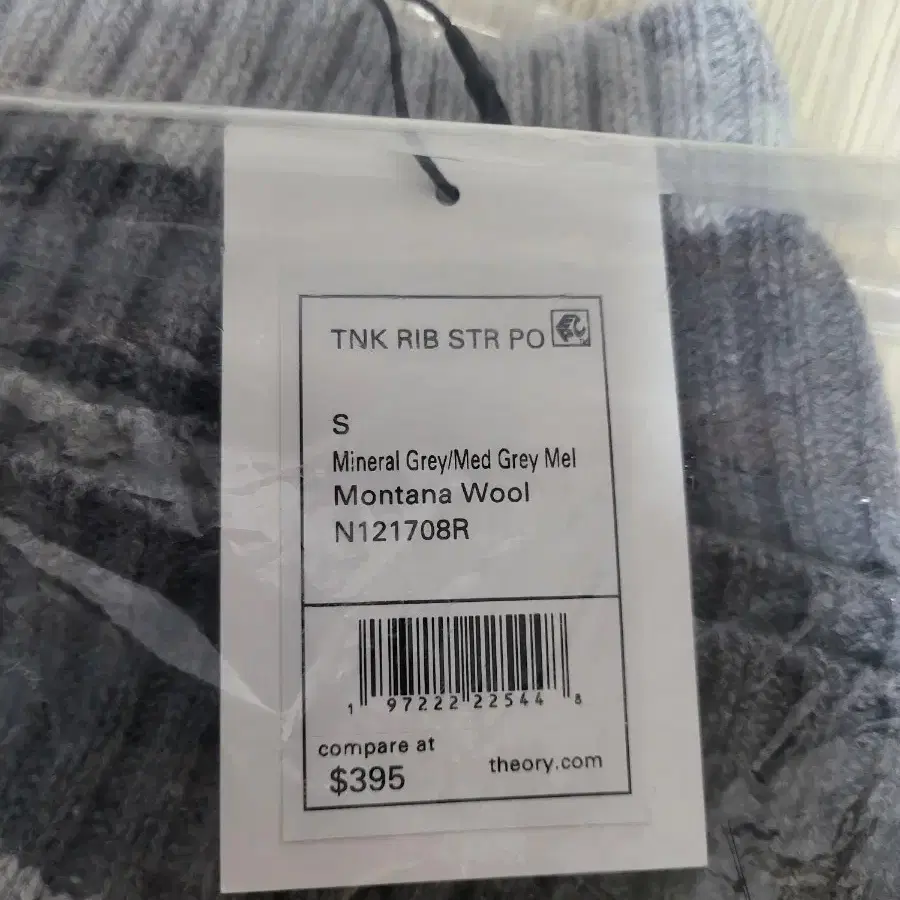 TNK RIB STR PO
S
Mineral Grey/Med Grey Mel
Montana Wool
N121708R
1 97222 22544 8
compare at
$395
theory.com